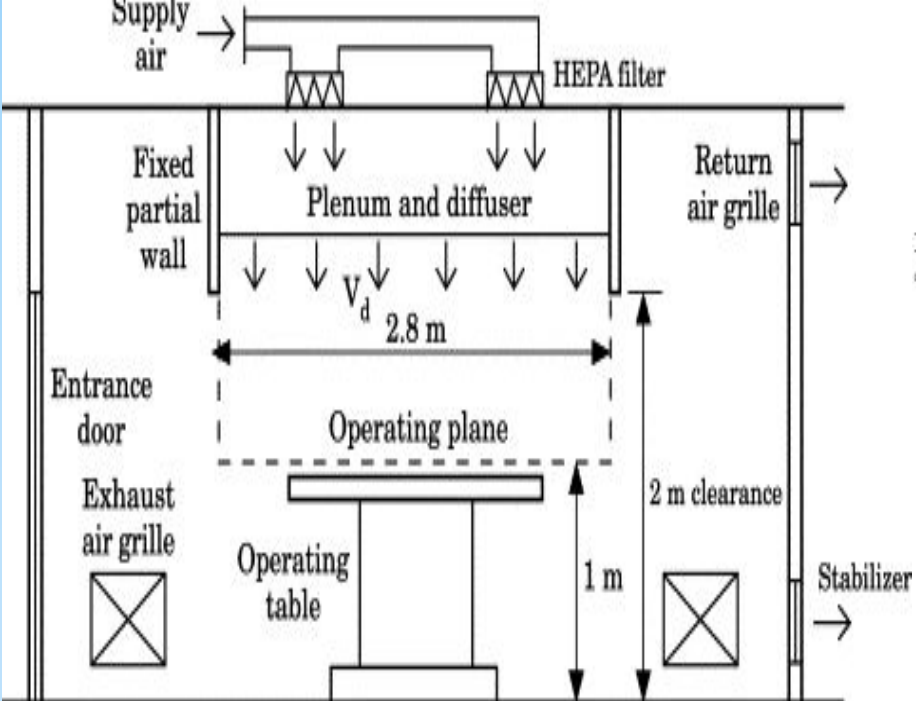 Supply
air
HEPA filter
Fixed
partial
wall
Plenum and diffuser
Return
air grille
Vd
2.8 m
Entrance
door
Operating plane
Exhaust
air grille
2 m clearance
Operating
table
1 m
Stabilizer